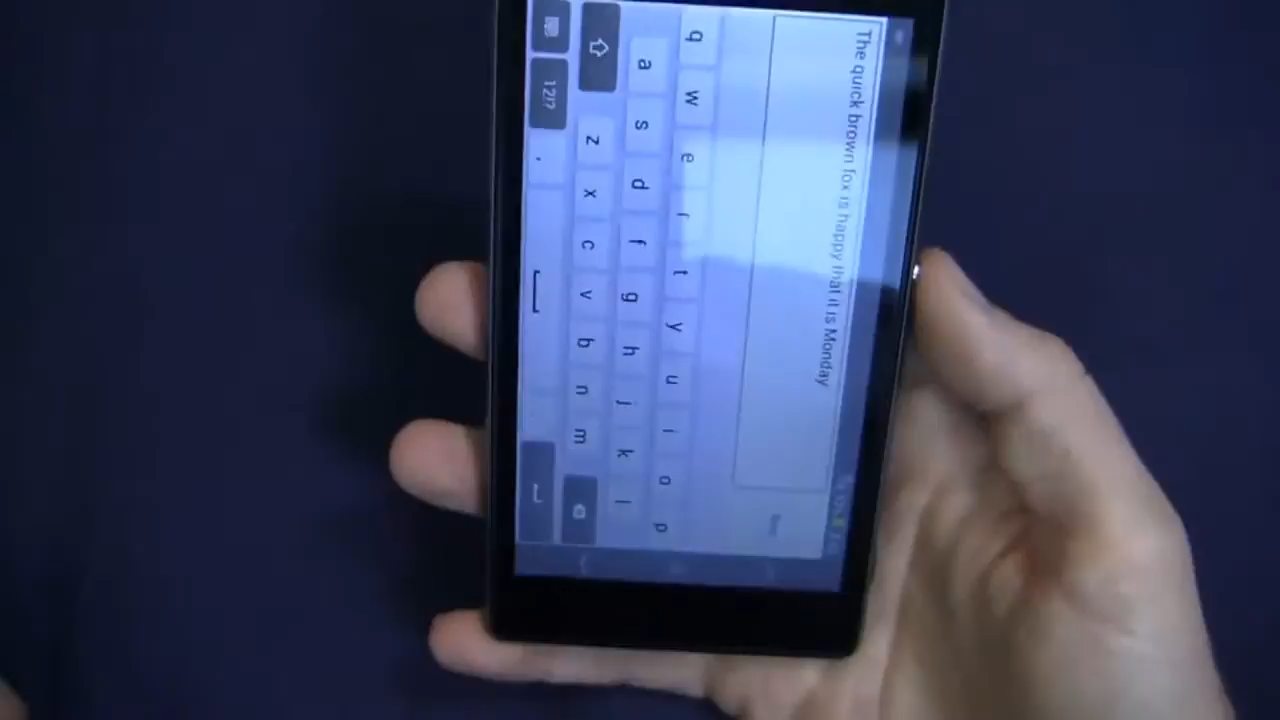 The quick brown fox is happy that it is Monday
q w e r t y u i o p
a s d f g h j k l
z x c v b n m
12!?